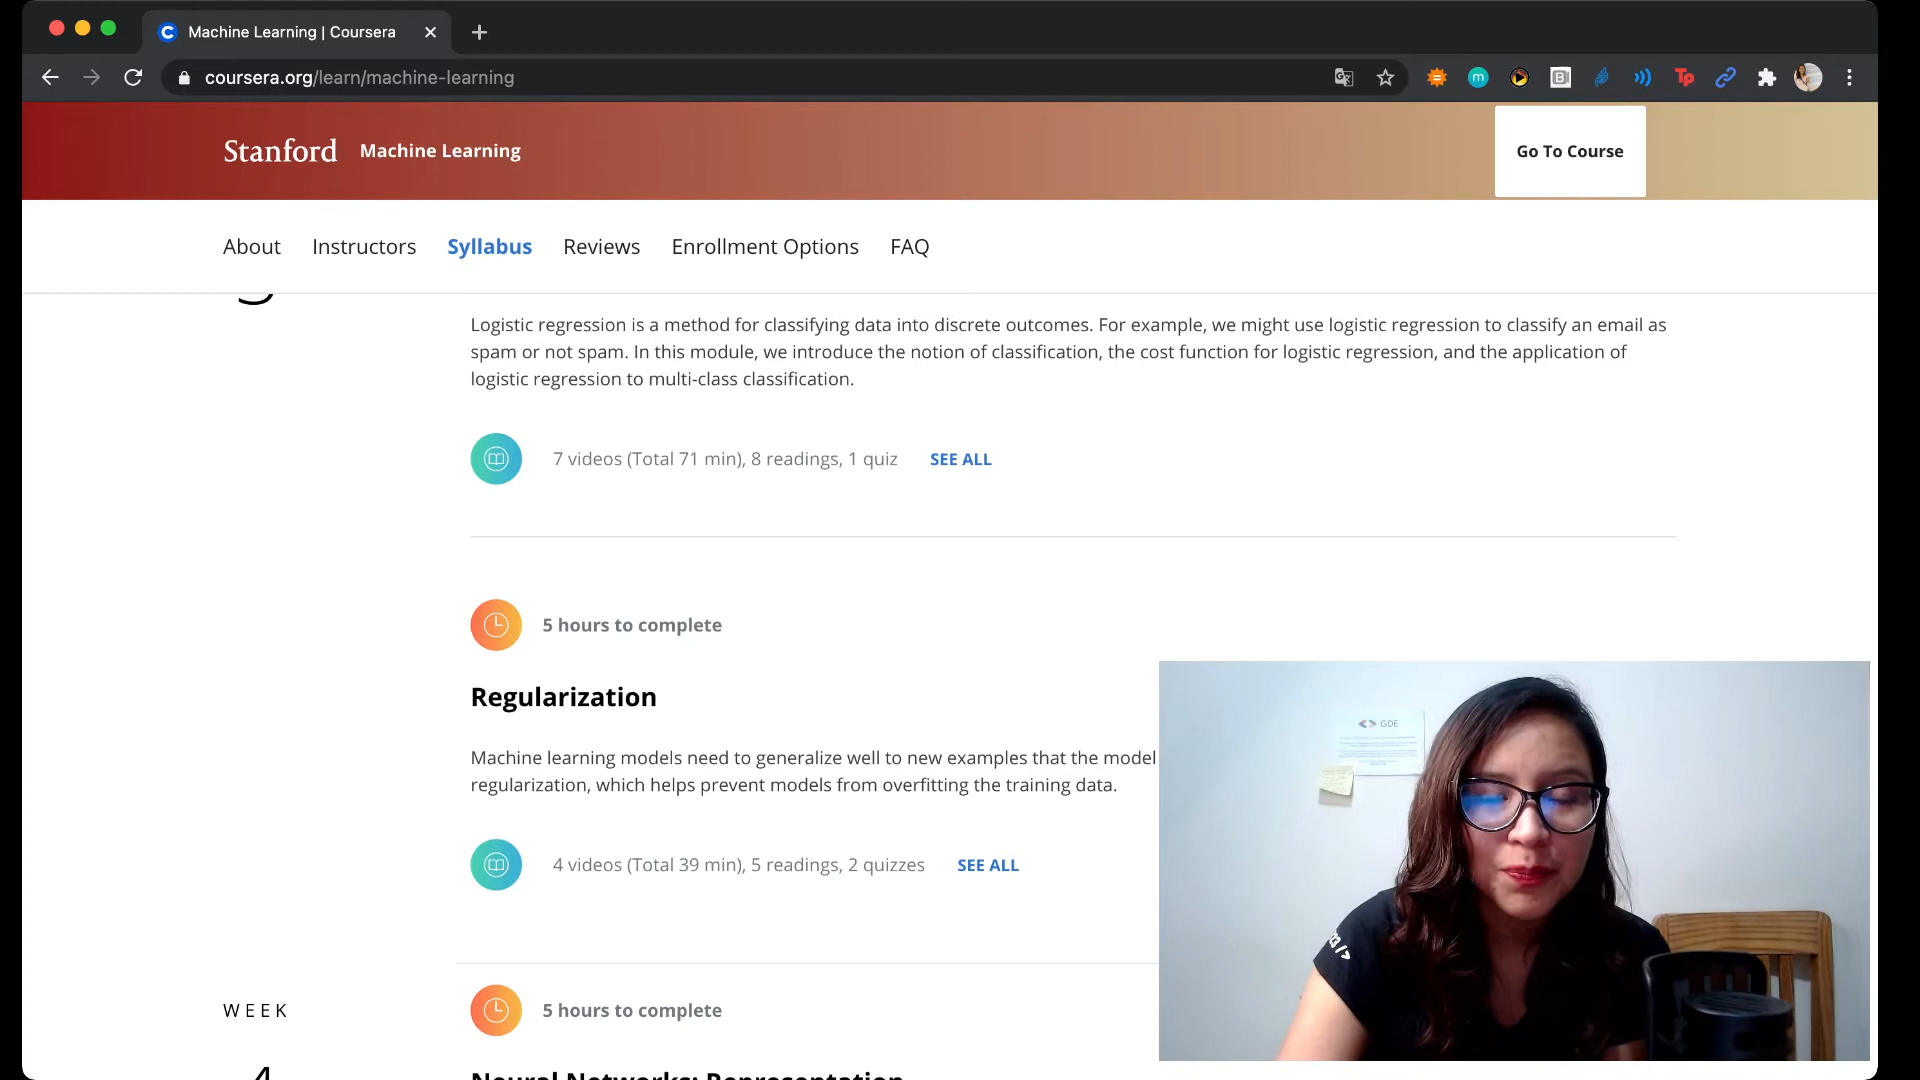 Machine Learning | Coursera
coursera.org/learn/machine-learning
Stanford Machine Learning
Go To Course
About Instructors Syllabus Reviews Enrollment Options FAQ
Logistic regression is a method for classifying data into discrete outcomes. For example, we might use logistic regression to classify an email as
spam or not spam. In this module, we introduce the notion of classification, the cost function for logistic regression, and the application of
logistic regression to multi-class classification.
7 videos (Total 71 min), 8 readings, 1 quiz SEE ALL
5 hours to complete
Regularization
Machine learning models need to generalize well to new examples that the model
regularization, which helps prevent models from overfitting the training data.
4 videos (Total 39 min), 5 readings, 2 quizzes SEE ALL
GDE
WEEK
5 hours to complete
4
Neural Networks: Representation